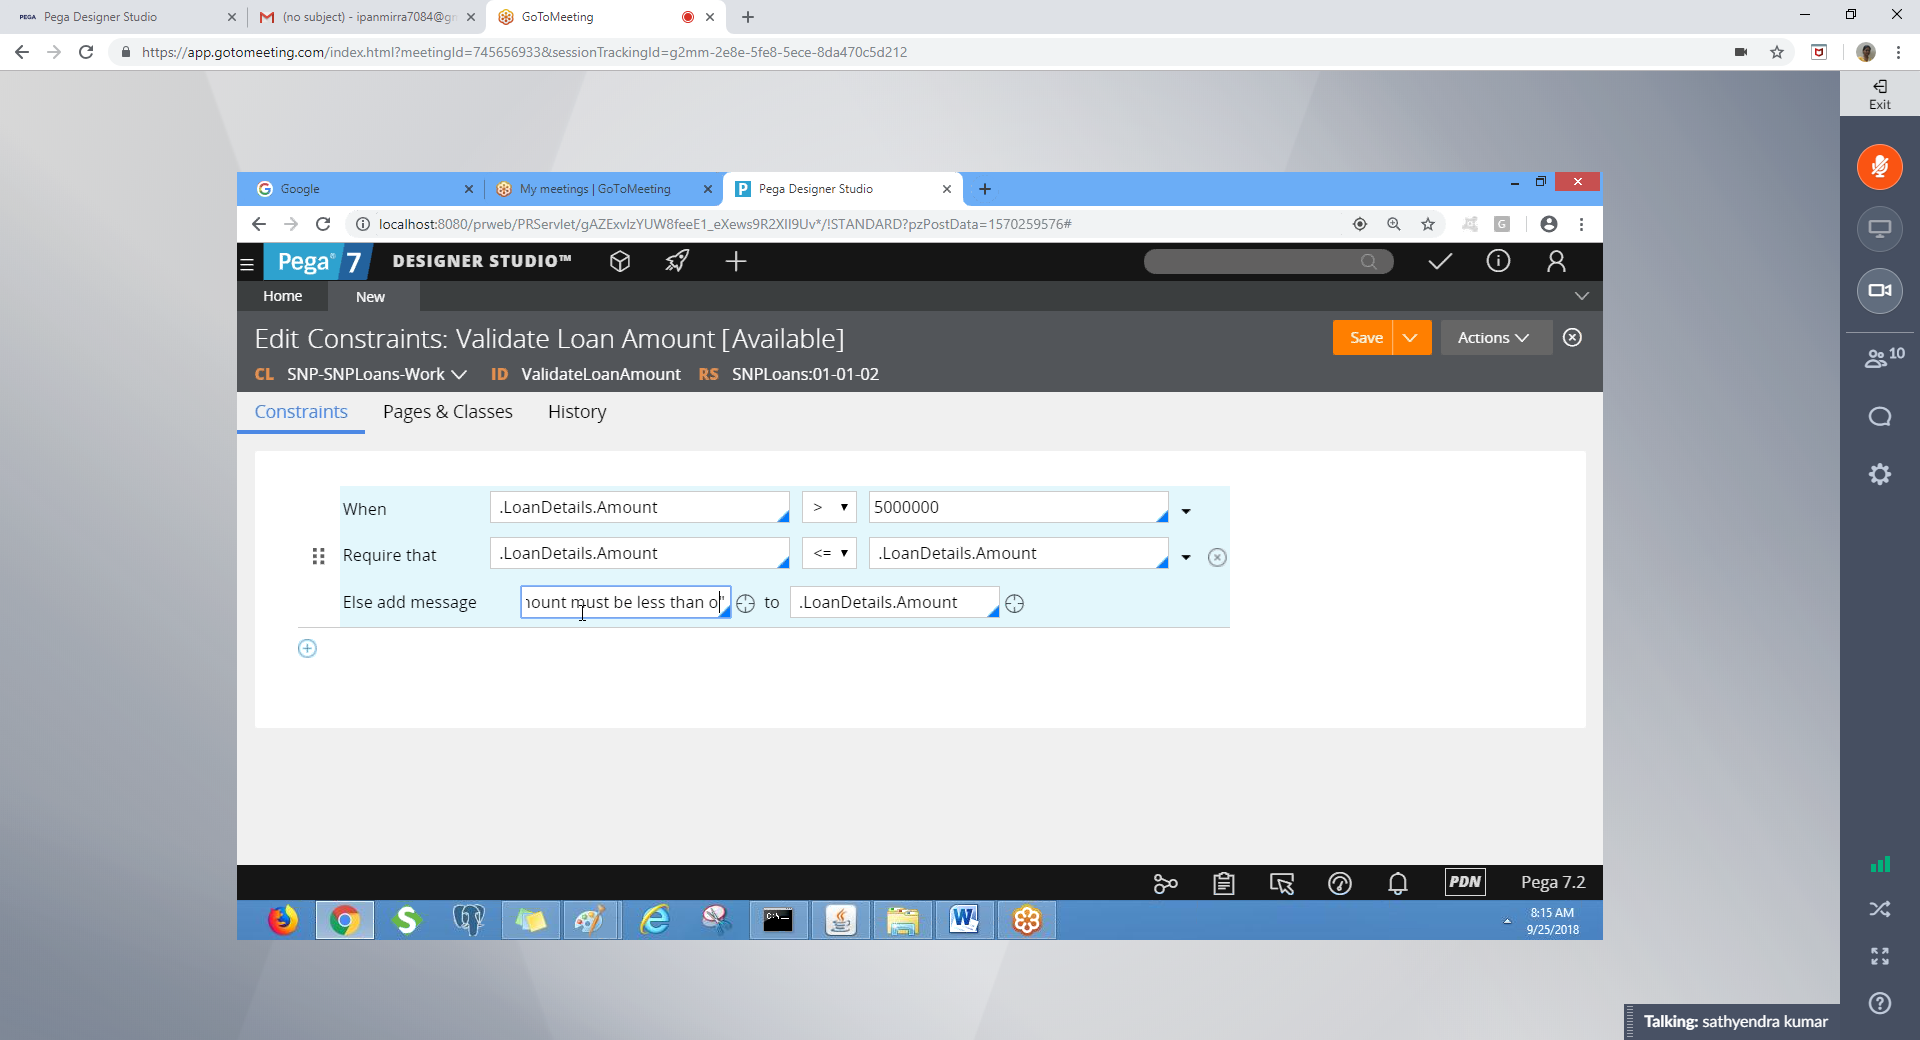 PEGA Pega Designer Studio
(no subject) - ipanmirra7084@gr
GoToMeeting
https://app.gotomeeting.com/index.html?meetingId=745656933&sessionTrackingId=g2mm-2e8e-5fe8-5ece-8da470c5d212
Exit
Google
My meetings | GoToMeeting
Pega Designer Studio
localhost:8080/prweb/PRServlet/gAZExvlzYUW8feeE1_eXews9R2XII9Uv*/!STANDARD?pzPostData=1570259576#
Pega 7 DESIGNER STUDIO™
Home New
Edit Constraints: Validate Loan Amount [Available]
Save Actions
CL SNP-SNPLoans-Work ID ValidateLoanAmount RS SNPLoans:01-01-02
10
Constraints Pages & Classes History
When .LoanDetails.Amount > 5000000
Require that .LoanDetails.Amount <= .LoanDetails.Amount
Else add message ount must be less than o" to .LoanDetails.Amount
PDN Pega 7.2
8:15 AM
9/25/2018
Talking: sathyendra kumar